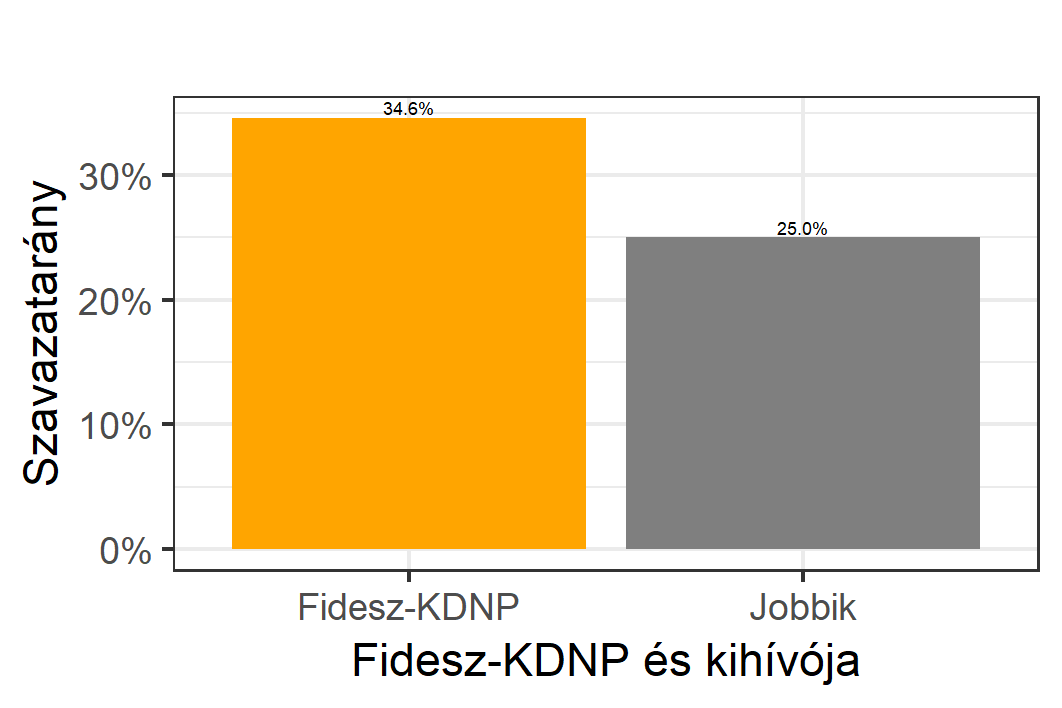 34.6%
25.0%
30%
20%
10%
0%
Szavazatarány
Fidesz-KDNP
Jobbik
Fidesz-KDNP és kihívója